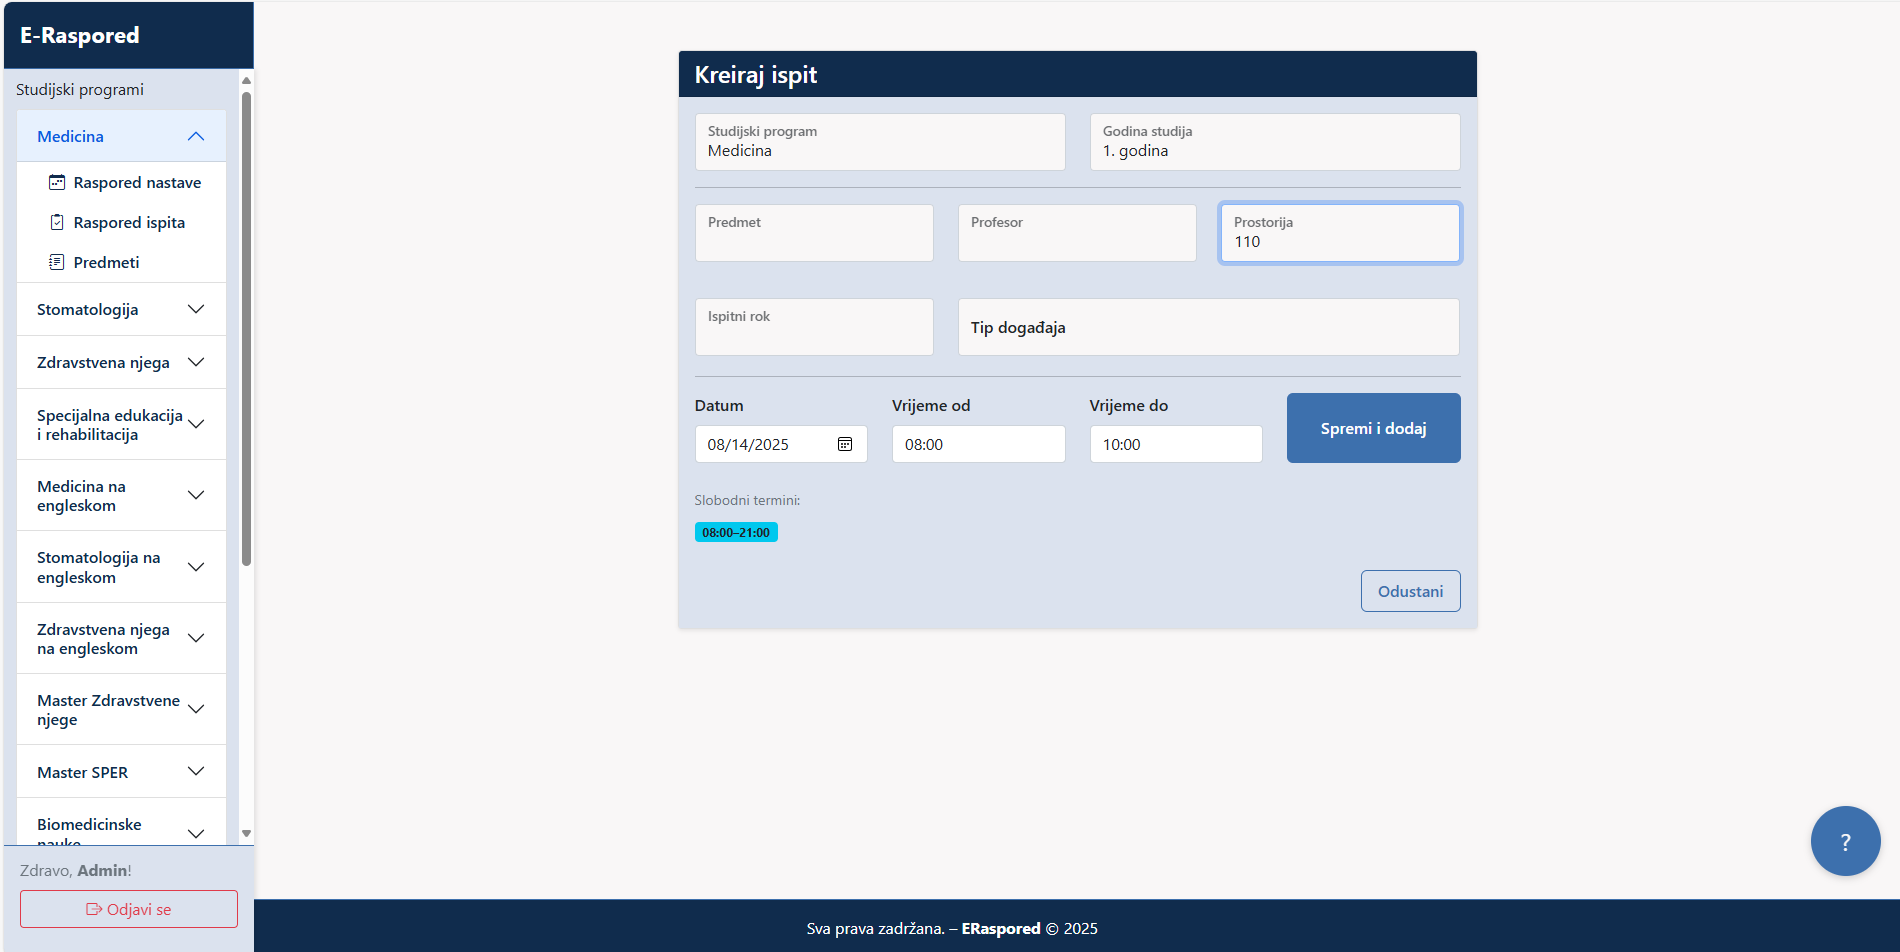 E-Raspored
Studijski programi
Medicina
Raspored nastave
Raspored ispita
Predmeti
Stomatologija
Zdravstvena njega
Specijalna edukacija
i rehabilitacija
Medicina na
engleskom
Stomatologija na
engleskom
Zdravstvena njega
na engleskom
Master Zdravstvene
njege
Master SPER
Biomedicinske
nauke
Zdravo, Admin!
Odjavi se
Kreiraj ispit
Studijski program
Medicina
Godina studija
1. godina
Predmet
Profesor
Prostorija
110
Ispitni rok
Tip događaja
Datum
08/14/2025
Vrijeme od
08:00
Vrijeme do
10:00
Spremi i dodaj
Slobodni termini:
08:00–21:00
Odustani
?
Sva prava zadržana. – ERaspored © 2025